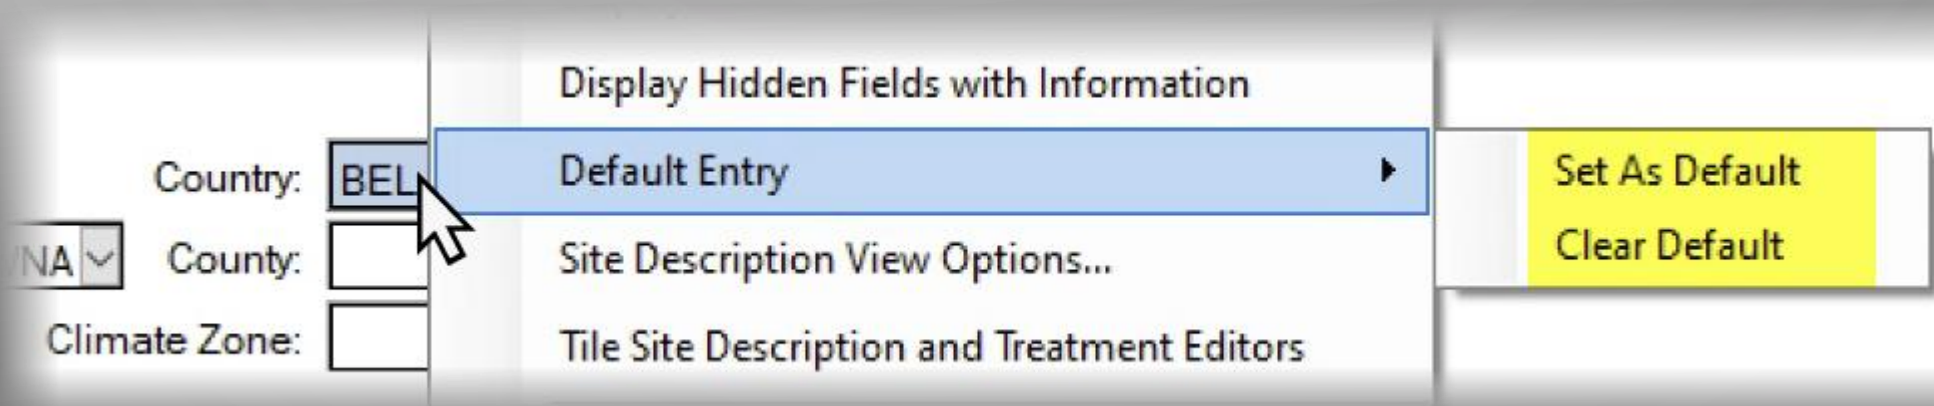 Display Hidden Fields with Information
Country: BEL Default Entry Set As Default
Clear Default
NA County: Site Description View Options...
Climate Zone: Tile Site Description and Treatment Editors